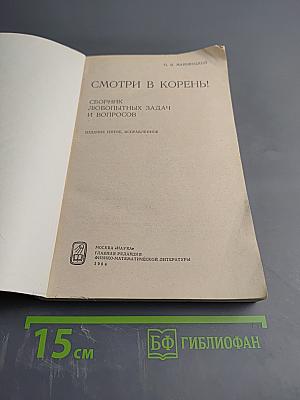 П. В. МАКОВЕЦКИЙ
СМОТРИ В КОРЕНЬ!
СБОРНИК
ЛЮБОПЫТНЫХ ЗАДАЧ
И ВОПРОСОВ
ИЗДАНИЕ ПЯТОЕ, ИСПРАВЛЕННОЕ
МОСКВА «НАУКА»
ГЛАВНАЯ РЕДАКЦИЯ
ФИЗИКО-МАТЕМАТИЧЕСКОЙ ЛИТЕРАТУРЫ
1984
15 см
БФ ГИБЛИОФАН